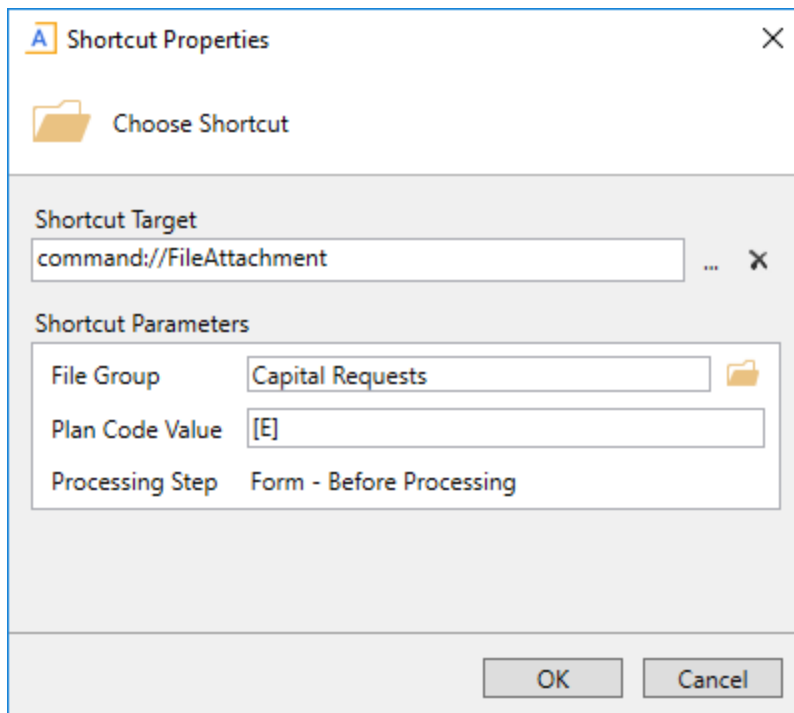 A Shortcut Properties
Choose Shortcut
Shortcut Target
command://FileAttachment
...
Shortcut Parameters
File Group Capital Requests
Plan Code Value [E]
Processing Step Form - Before Processing
OK Cancel